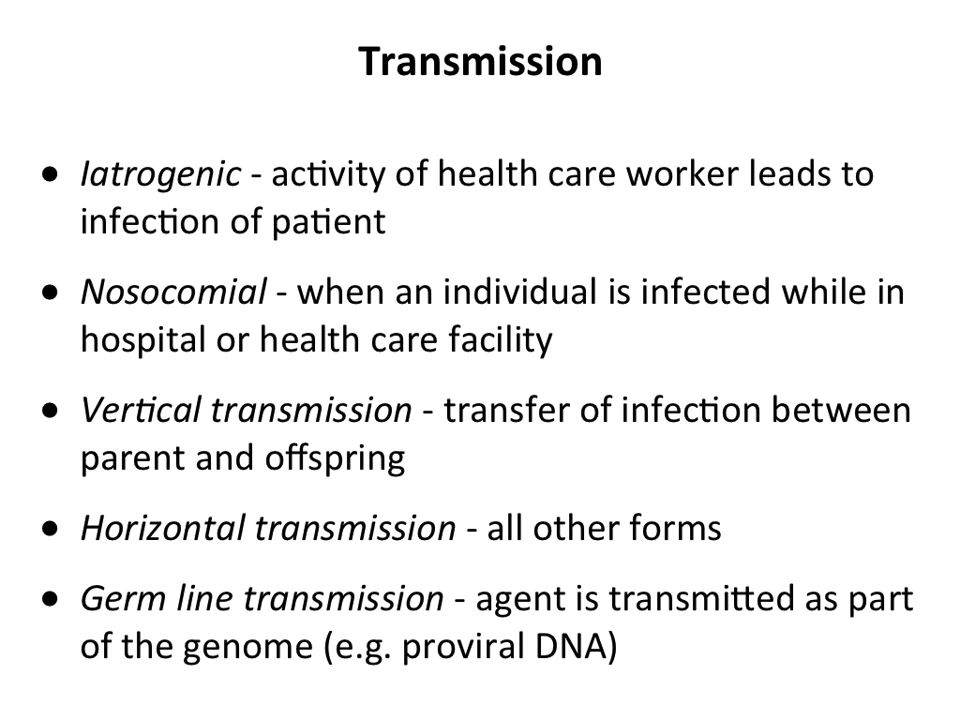 Transmission
• Iatrogenic - activity of health care worker leads to
infection of patient
• Nosocomial - when an individual is infected while in
hospital or health care facility
• Vertical transmission - transfer of infection between
parent and offspring
• Horizontal transmission - all other forms
• Germ line transmission - agent is transmitted as part
of the genome (e.g. proviral DNA)